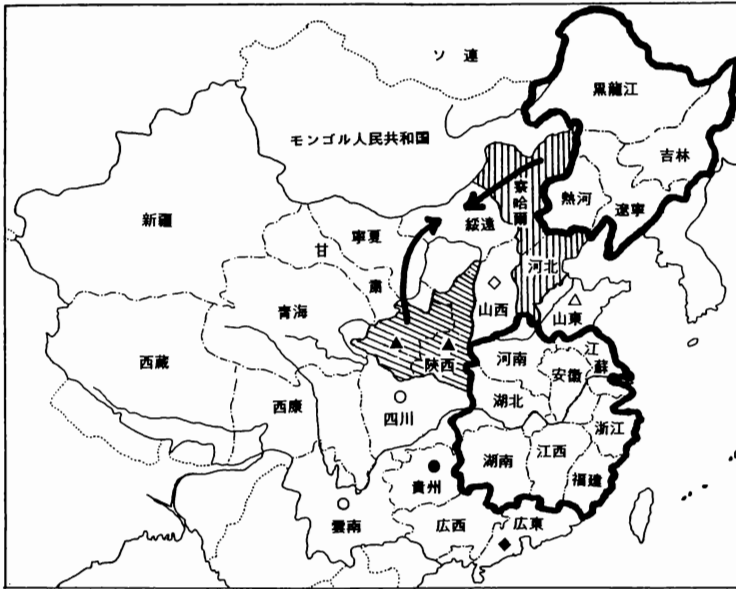 ソ連
黒龍江
モンゴル人民共和国
吉林
察哈爾
熱河
遼寧
新疆
綏遠
寧夏
甘
粛
河北
青海
山西
山東
西蔵
陝西
河南
江
蘇
安徽
西康
四川
湖北
浙江
湖南
江西
貴州
福建
雲南
広西
広東